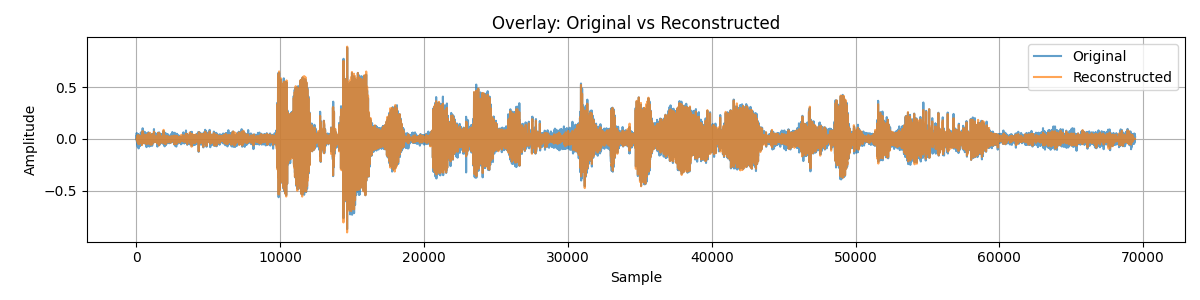 Overlay: Original vs Reconstructed
Original
Reconstructed
Amplitude
0.5
0.0
−0.5
0 10000 20000 30000 40000 50000 60000 70000
Sample